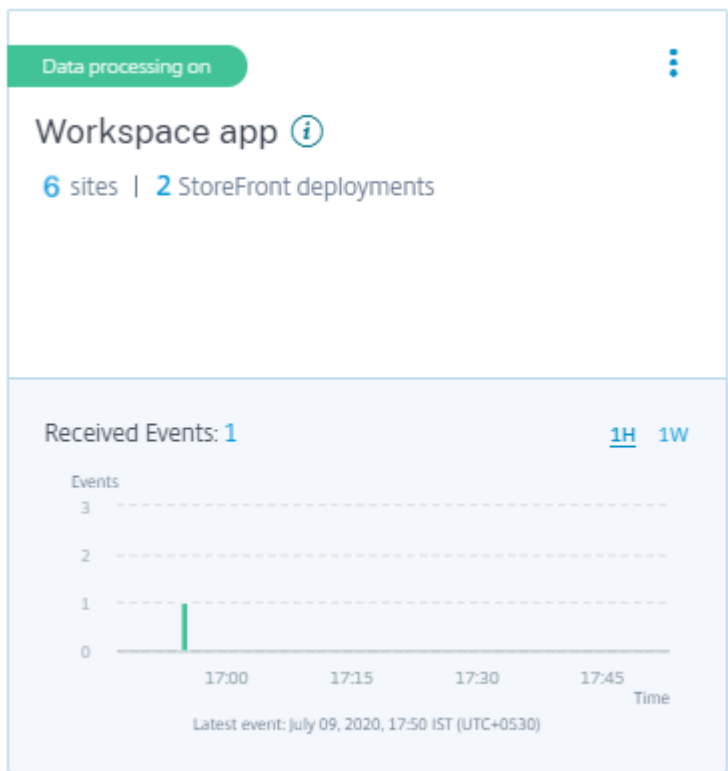 Data processing on
Workspace app i
6 sites | 2 StoreFront deployments
Received Events: 1
1H 1W
Events
3
2
1
0
17:00 17:15 17:30 17:45
Time
Latest event: July 09, 2020, 17:50 IST (UTC+0530)